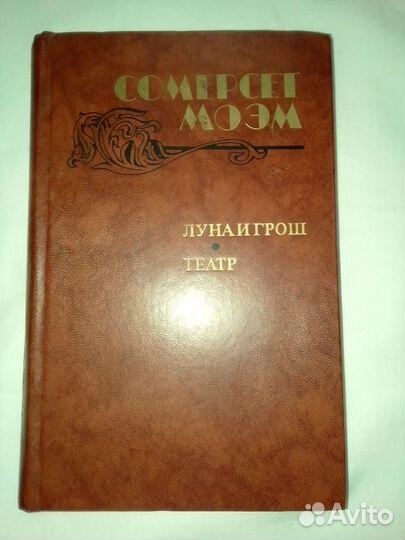 СОМЕРСЕТ
МОЭМ
ЛУНА И ГРОШ
•
ТЕАТР
Avito